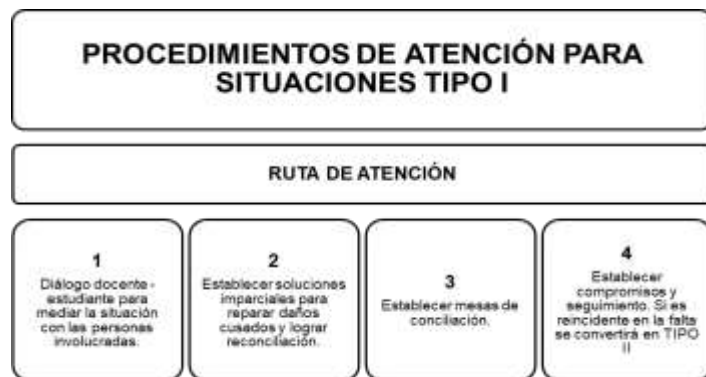 PROCEDIMIENTOS DE ATENCIÓN PARA
SITUACIONES TIPO I
RUTA DE ATENCIÓN
1
Diálogo docente -
estudiante para
mediar la situación
con las personas
involucradas.
2
Establecer soluciones
imparciales para
reparar daños
cusados y lograr
reconciliación.
3
Establecer mesas de
conciliación.
4
Establecer
compromisos y
seguimiento. Si es
reincidente en la falta
se convertirá en TIPO
II